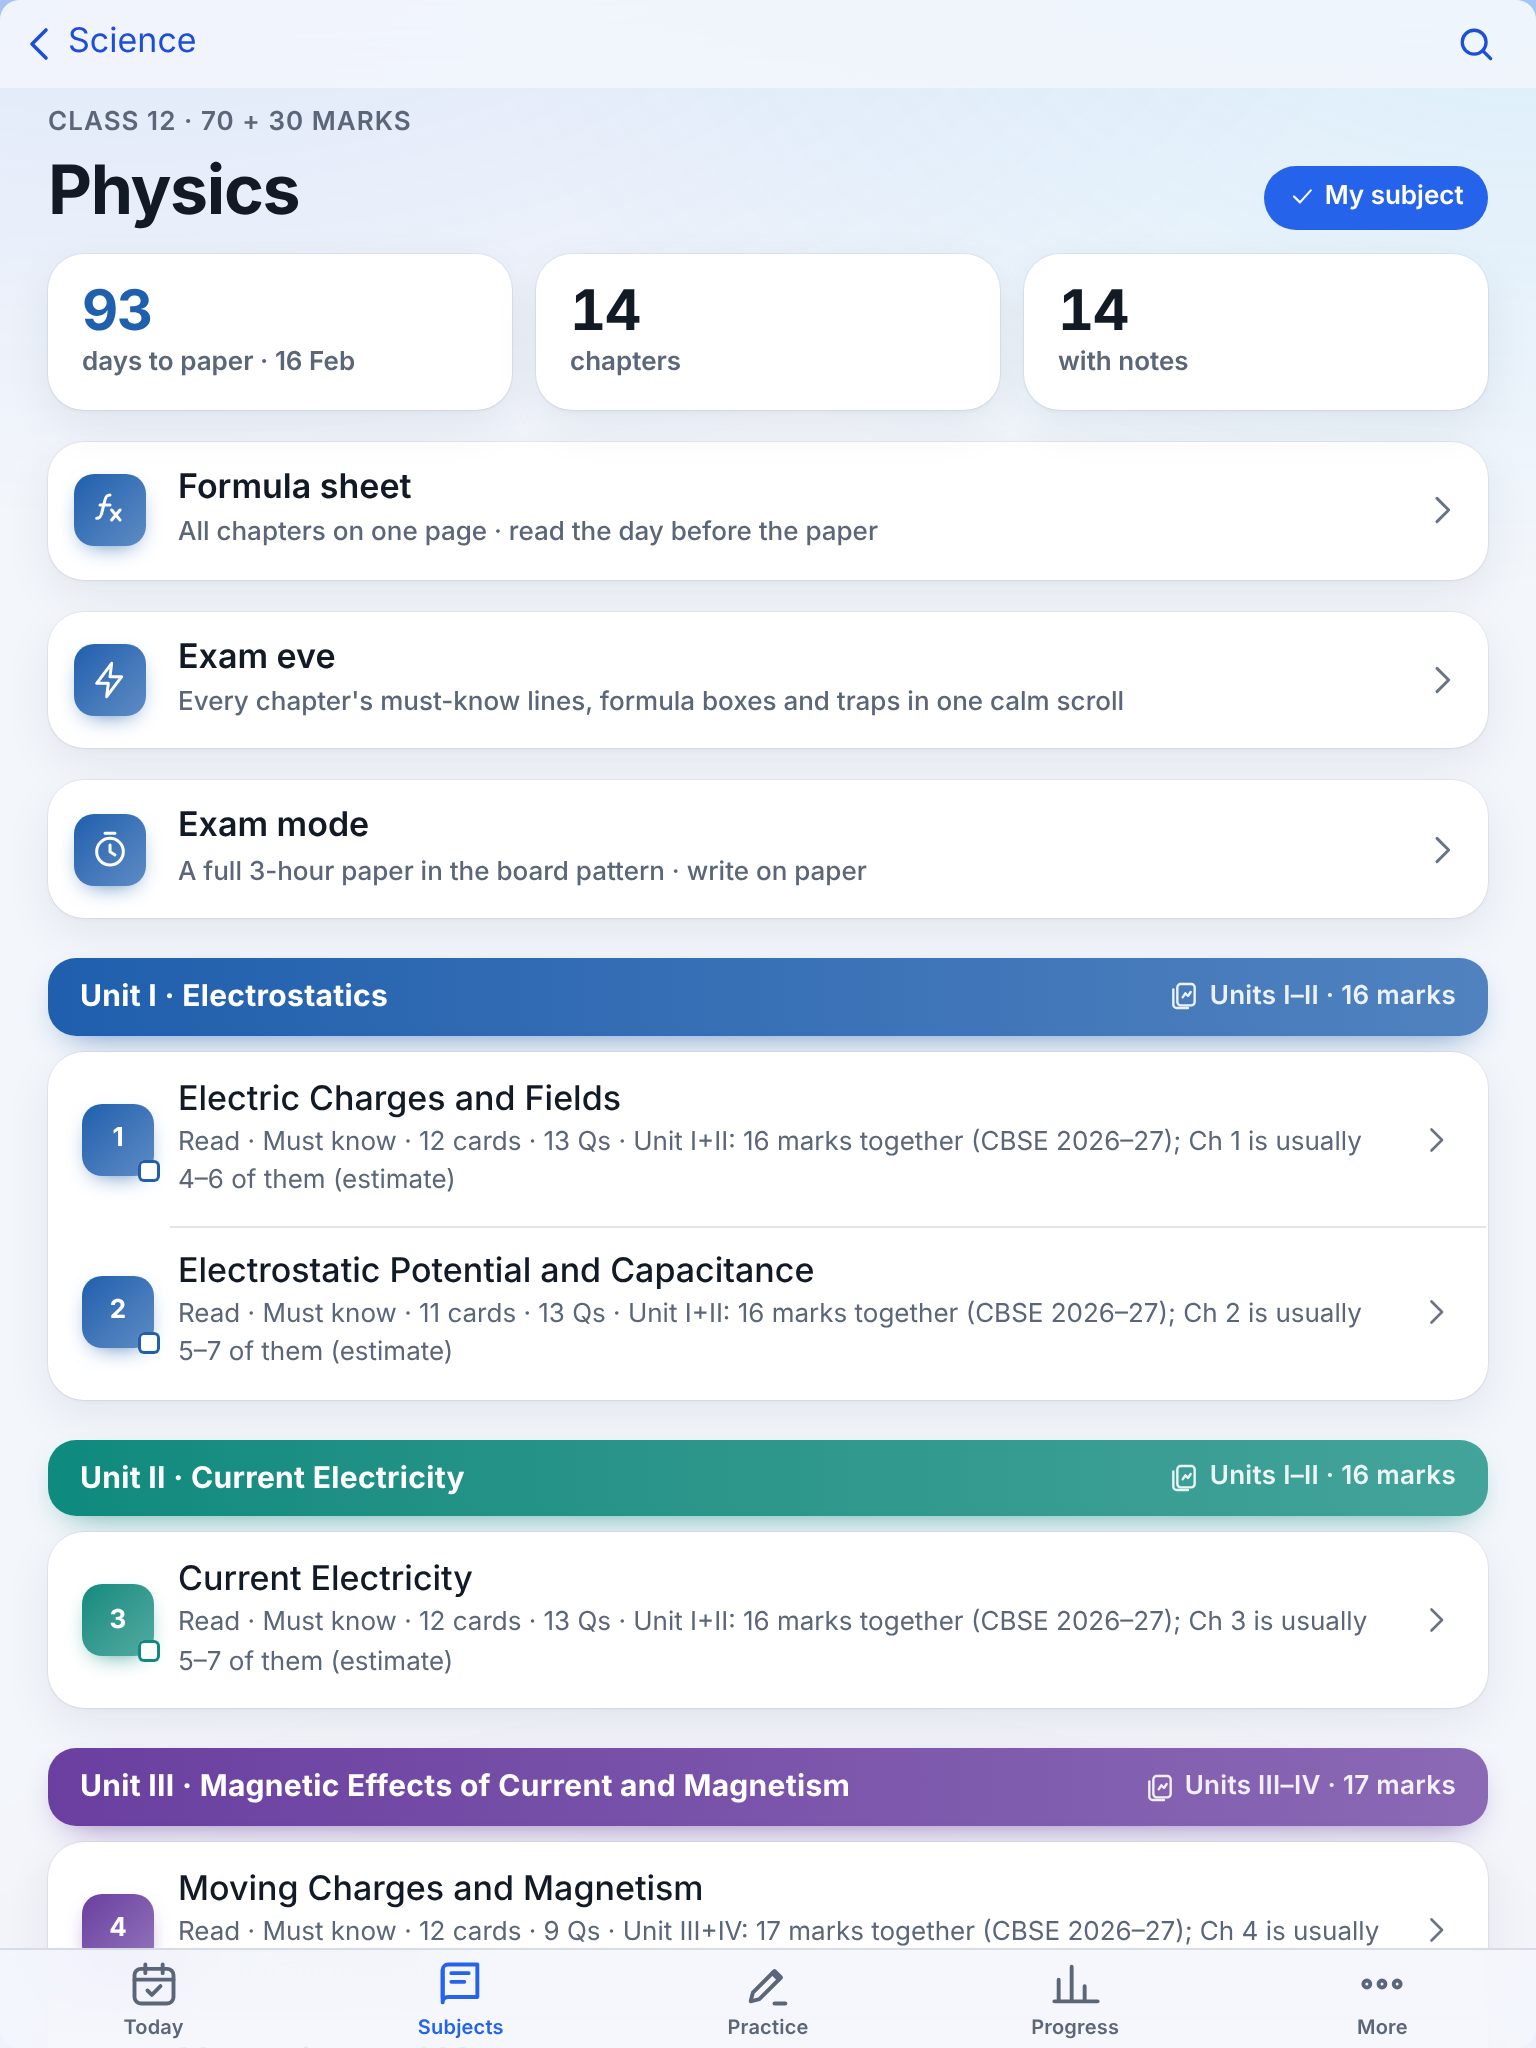 Science
CLASS 12 · 70 + 30 MARKS
Physics
My subject
93
days to paper · 16 Feb
14
chapters
14
with notes
Formula sheet
All chapters on one page · read the day before the paper
Exam eve
Every chapter's must-know lines, formula boxes and traps in one calm scroll
Exam mode
A full 3-hour paper in the board pattern · write on paper
Unit I · Electrostatics
Units I–II · 16 marks
1
Electric Charges and Fields
Read · Must know · 12 cards · 13 Qs · Unit I+II: 16 marks together (CBSE 2026–27); Ch 1 is usually
4–6 of them (estimate)
2
Electrostatic Potential and Capacitance
Read · Must know · 11 cards · 13 Qs · Unit I+II: 16 marks together (CBSE 2026–27); Ch 2 is usually
5–7 of them (estimate)
Unit II · Current Electricity
Units I–II · 16 marks
3
Current Electricity
Read · Must know · 12 cards · 13 Qs · Unit I+II: 16 marks together (CBSE 2026–27); Ch 3 is usually
5–7 of them (estimate)
Unit III · Magnetic Effects of Current and Magnetism
Units III–IV · 17 marks
4
Moving Charges and Magnetism
Read · Must know · 12 cards · 9 Qs · Unit III+IV: 17 marks together (CBSE 2026–27); Ch 4 is usually
Today
Subjects
Practice
Progress
More